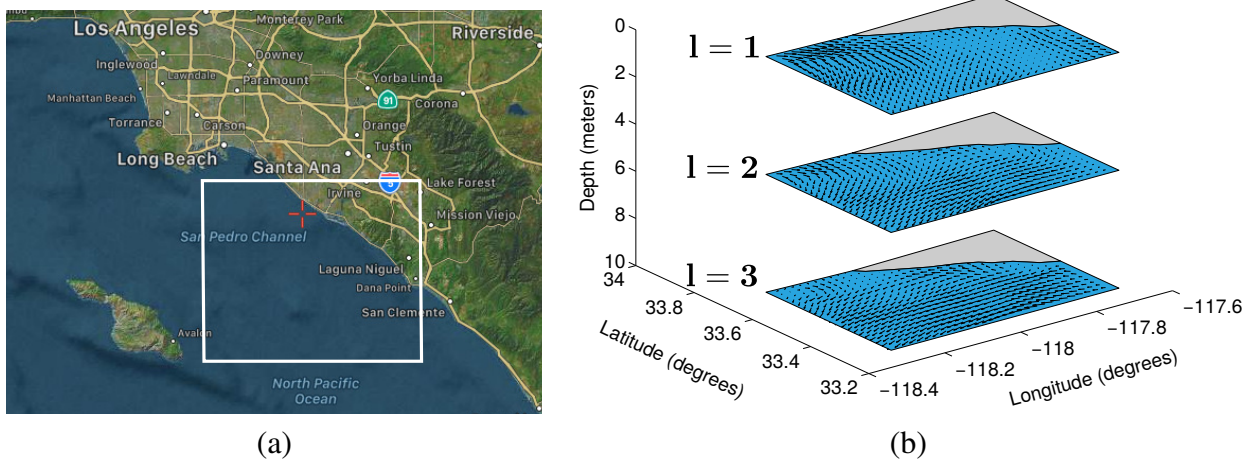 Monterey Park
Los Angeles
Riverside
Downey
Inglewood
Lawndale
Paramount
Yorba Linda
Manhattan Beach
91
Corona
Torrance
Carson
Orange
Tustin
Long Beach
Santa Ana
5
Lake Forest
Irvine
Mission Viejo
San Pedro Channel
Laguna Niguel
Dana Point
San Clemente
Avalon
North Pacific
Ocean
(a)
l = 1
l = 2
l = 3
Depth (meters)
0
2
4
6
8
10
34
33.8
33.6
33.4
33.2
Latitude (degrees)
−118.4
−118.2
−118
−117.8
−117.6
Longitude (degrees)
(b)